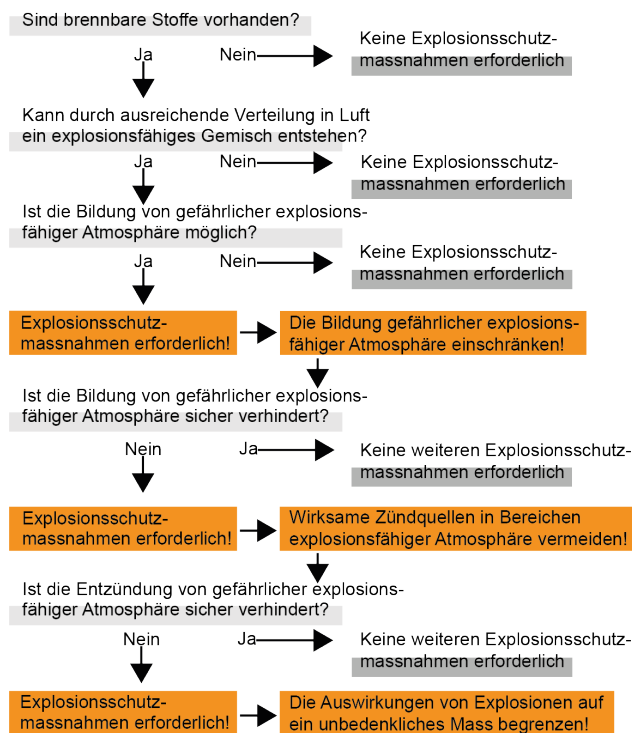 Sind brennbare Stoffe vorhanden?
Ja
Nein
Keine Explosionsschutz-
massnahmen erforderlich
Kann durch ausreichende Verteilung in Luft
ein explosionsfähiges Gemisch entstehen?
Ja
Nein
Keine Explosionsschutz-
massnahmen erforderlich
Ist die Bildung von gefährlicher explosions-
fähiger Atmosphäre möglich?
Ja
Nein
Keine Explosionsschutz-
massnahmen erforderlich
Explosionsschutz-
massnahmen erforderlich!
Die Bildung gefährlicher explosions-
fähiger Atmosphäre einschränken!
Ist die Bildung von gefährlicher explosions-
fähiger Atmosphäre sicher verhindert?
Nein
Ja
Keine weiteren Explosionsschutz-
massnahmen erforderlich
Explosionsschutz-
massnahmen erforderlich!
Wirksame Zündquellen in Bereichen
explosionsfähiger Atmosphäre vermeiden!
Ist die Entzündung von gefährlicher explosions-
fähiger Atmosphäre sicher verhindert?
Nein
Ja
Keine weiteren Explosionsschutz-
massnahmen erforderlich
Explosionsschutz-
massnahmen erforderlich!
Die Auswirkungen von Explosionen auf
ein unbedenkliches Mass begrenzen!